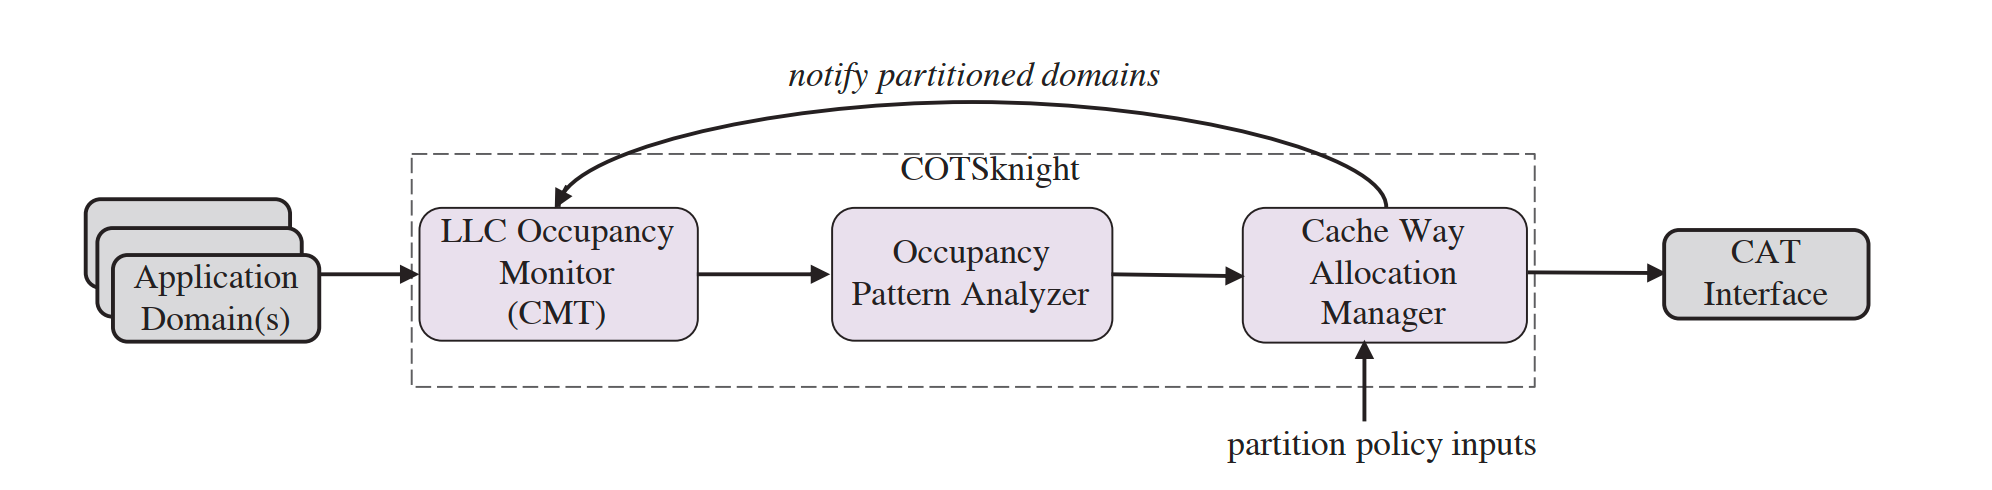 notify partitioned domains
COTSknight
Application
Domain(s)
LLC Occupancy
Monitor
(CMT)
Occupancy
Pattern Analyzer
Cache Way
Allocation
Manager
CAT
Interface
partition policy inputs